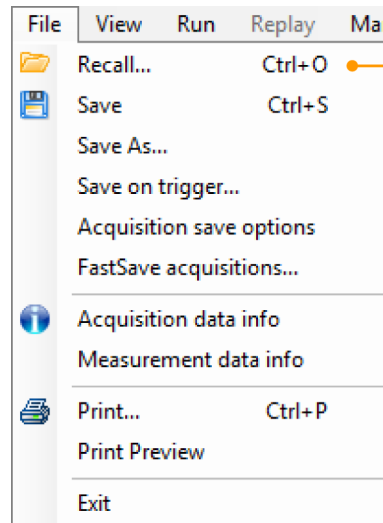 File View Run Replay Ma
Recall... Ctrl+O
Save Ctrl+S
Save As...
Save on trigger...
Acquisition save options
FastSave acquisitions...
Acquisition data info
Measurement data info
Print... Ctrl+P
Print Preview
Exit